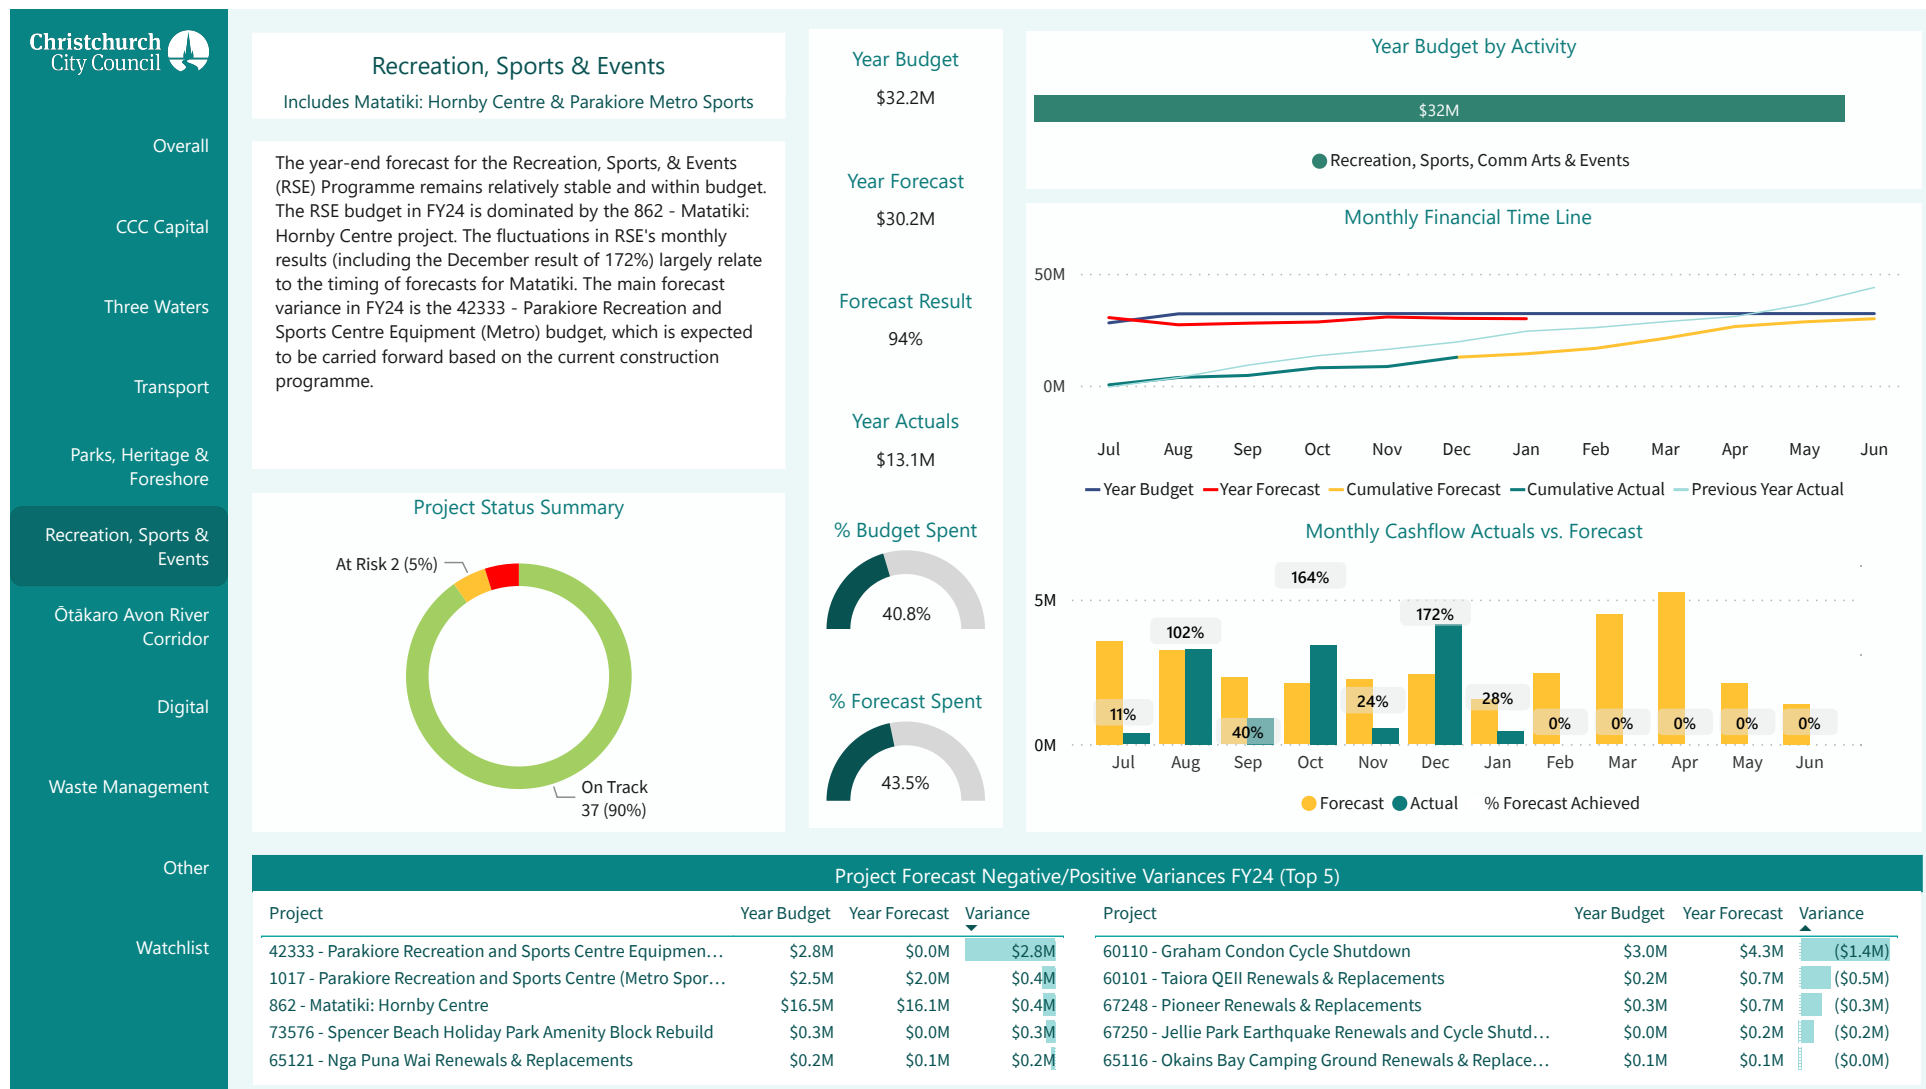 Christchurch
City Council
Overall
CCC Capital
Three Waters
Transport
Parks, Heritage &
Foreshore
Recreation, Sports &
Events
Ōtākaro Avon River
Corridor
Digital
Waste Management
Other
Watchlist
Recreation, Sports & Events
Includes Matatiki: Hornby Centre & Parakiore Metro Sports
The year-end forecast for the Recreation, Sports, & Events
(RSE) Programme remains relatively stable and within budget.
The RSE budget in FY24 is dominated by the 862 - Matatiki:
Hornby Centre project. The fluctuations in RSE's monthly
results (including the December result of 172%) largely relate
to the timing of forecasts for Matatiki. The main forecast
variance in FY24 is the 42333 - Parakiore Recreation and
Sports Centre Equipment (Metro) budget, which is expected
to be carried forward based on the current construction
programme.
Project Status Summary
At Risk 2 (5%)
On Track
37 (90%)
Year Budget
$32.2M
Year Forecast
$30.2M
Forecast Result
94%
Year Actuals
$13.1M
% Budget Spent
40.8%
% Forecast Spent
43.5%
Year Budget by Activity
$32M
Recreation, Sports, Comm Arts & Events
Monthly Financial Time Line
50M
0M
Jul Aug Sep Oct Nov Dec Jan Feb Mar Apr May Jun
Year Budget Year Forecast Cumulative Forecast Cumulative Actual Previous Year Actual
Monthly Cashflow Actuals vs. Forecast
5M
0M
11% 102% 40% 164% 24% 172% 28% 0% 0% 0% 0% 0%
Jul Aug Sep Oct Nov Dec Jan Feb Mar Apr May Jun
Forecast Actual % Forecast Achieved
Project Forecast Negative/Positive Variances FY24 (Top 5)
Project Year Budget Year Forecast Variance
42333 - Parakiore Recreation and Sports Centre Equipmen… $2.8M $0.0M $2.8M
1017 - Parakiore Recreation and Sports Centre (Metro Spor… $2.5M $2.0M $0.4M
862 - Matatiki: Hornby Centre $16.5M $16.1M $0.4M
73576 - Spencer Beach Holiday Park Amenity Block Rebuild $0.3M $0.0M $0.3M
65121 - Nga Puna Wai Renewals & Replacements $0.2M $0.1M $0.2M
Project Year Budget Year Forecast Variance
60110 - Graham Condon Cycle Shutdown $3.0M $4.3M ($1.4M)
60101 - Taiora QEII Renewals & Replacements $0.2M $0.7M ($0.5M)
67248 - Pioneer Renewals & Replacements $0.3M $0.7M ($0.3M)
67250 - Jellie Park Earthquake Renewals and Cycle Shutd… $0.0M $0.2M ($0.2M)
65116 - Okains Bay Camping Ground Renewals & Replace… $0.1M $0.1M ($0.0M)